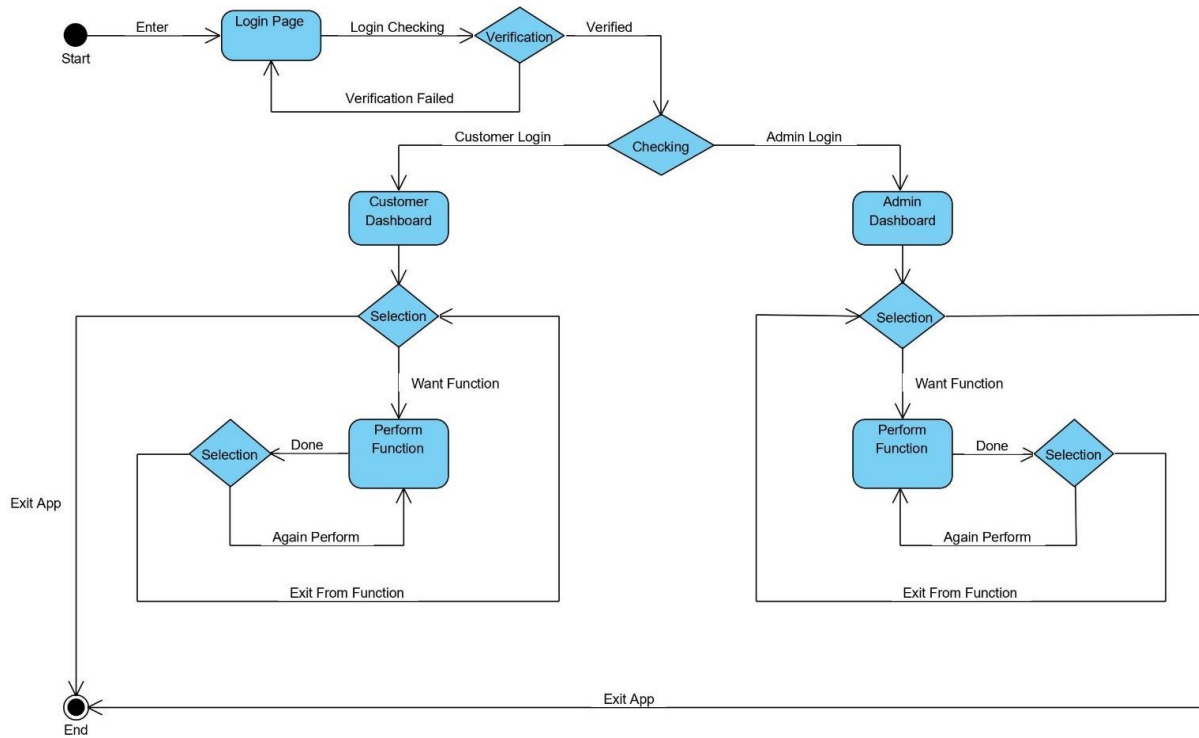 Login Page
Enter
Login Checking
Verification
Verified
Start
Verification Failed
Customer Login
Checking
Admin Login
Customer
Dashboard
Admin
Dashboard
Selection
Selection
Want Function
Want Function
Perform
Function
Done
Selection
Perform
Function
Done
Selection
Exit App
Again Perform
Again Perform
Exit From Function
Exit From Function
Exit App
End